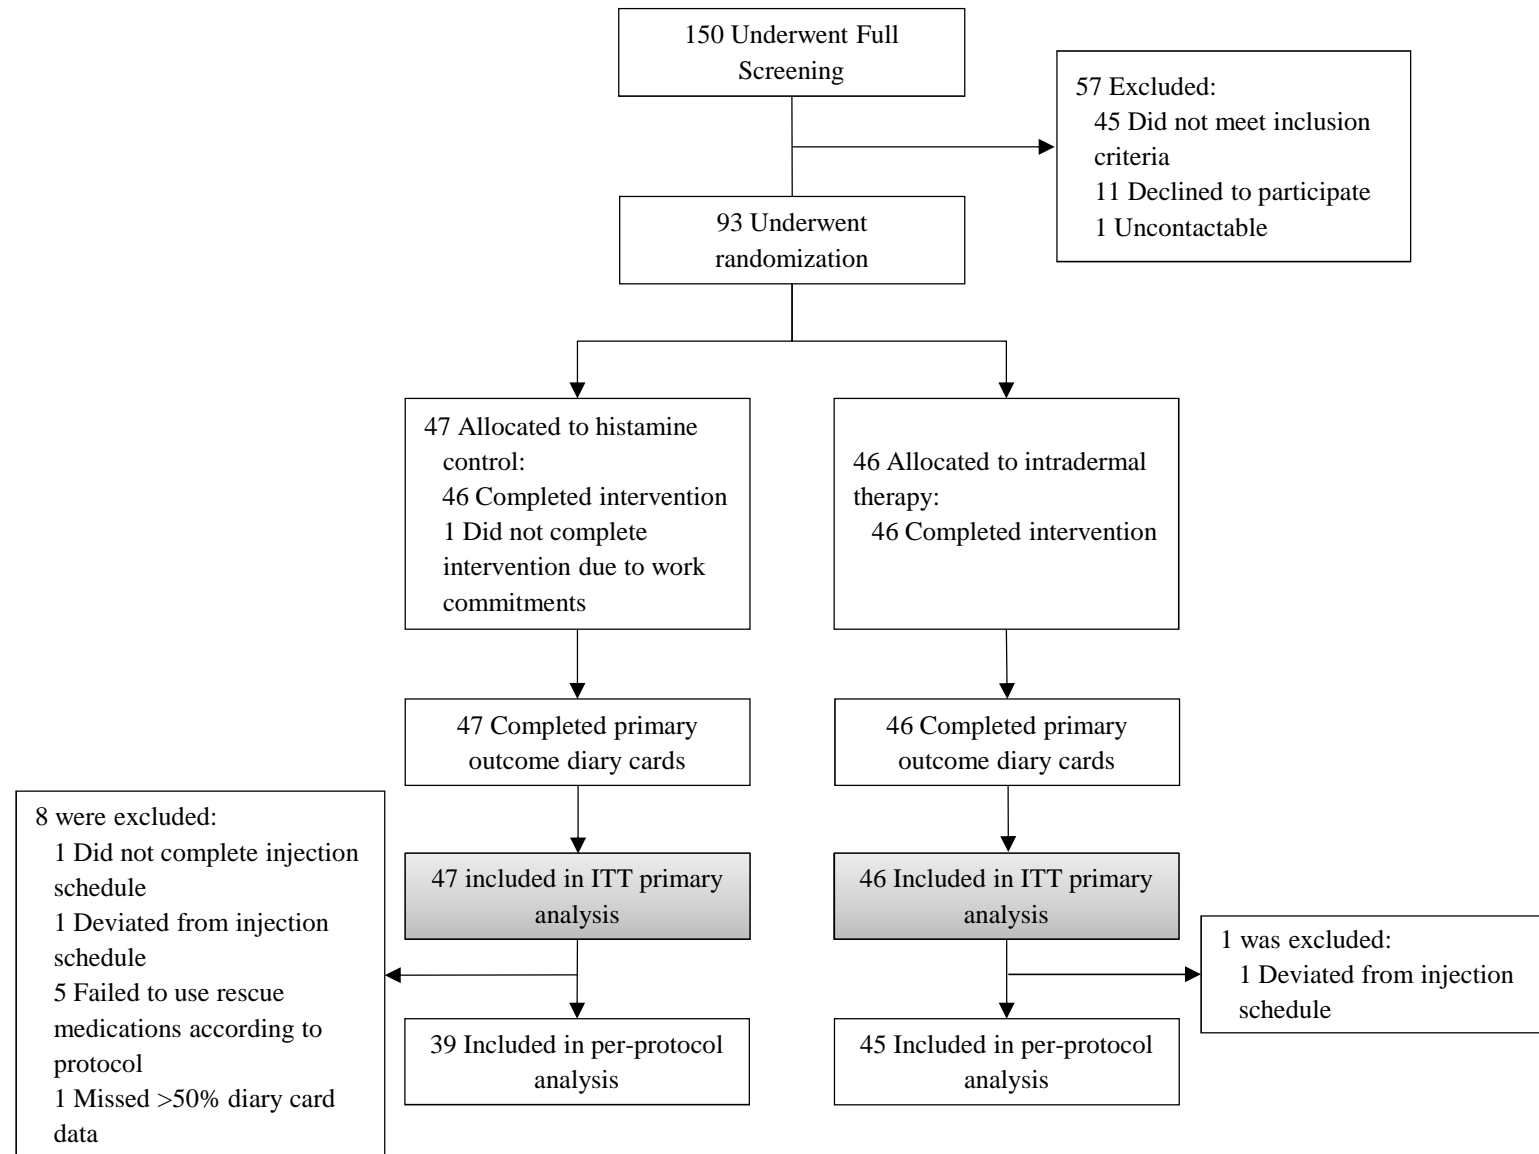 150 Underwent Full
Screening
57 Excluded:
45 Did not meet inclusion
criteria
11 Declined to participate
1 Uncontactable
93 Underwent
randomization
47 Allocated to histamine
control:
46 Completed intervention
1 Did not complete
intervention due to work
commitments
46 Allocated to intradermal
therapy:
46 Completed intervention
47 Completed primary
outcome diary cards
46 Completed primary
outcome diary cards
47 included in ITT primary
analysis
46 Included in ITT primary
analysis
8 were excluded:
1 Did not complete injection
schedule
1 Deviated from injection
schedule
5 Failed to use rescue
medications according to
protocol
1 Missed >50% diary card
data
1 was excluded:
1 Deviated from injection
schedule
39 Included in per-protocol
analysis
45 Included in per-protocol
analysis